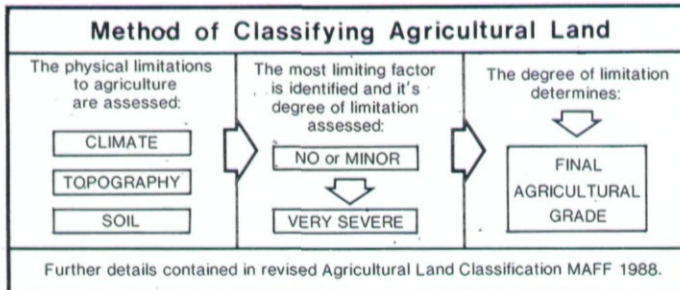 Method of Classifying Agricultural Land
The physical limitations
to agriculture
are assessed:
CLIMATE
TOPOGRAPHY
SOIL
The most limiting factor
is identified and it's
degree of limitation
assessed:
NO or MINOR
VERY SEVERE
The degree of limitation
determines:
FINAL
AGRICULTURAL
GRADE
Further details contained in revised Agricultural Land Classification MAFF 1988.